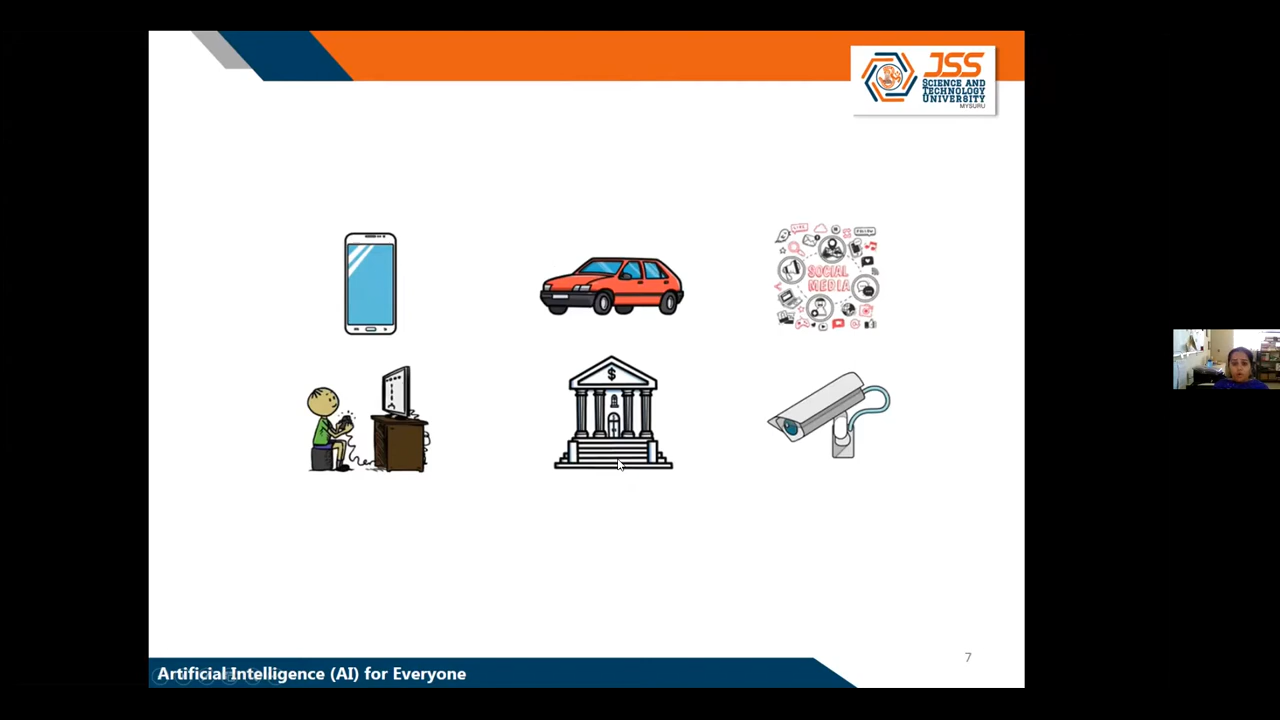 JSS
SCIENCE AND
TECHNOLOGY
UNIVERSITY
MYSURU
SOCIAL
MEDIA
$
7
Artificial Intelligence (AI) for Everyone